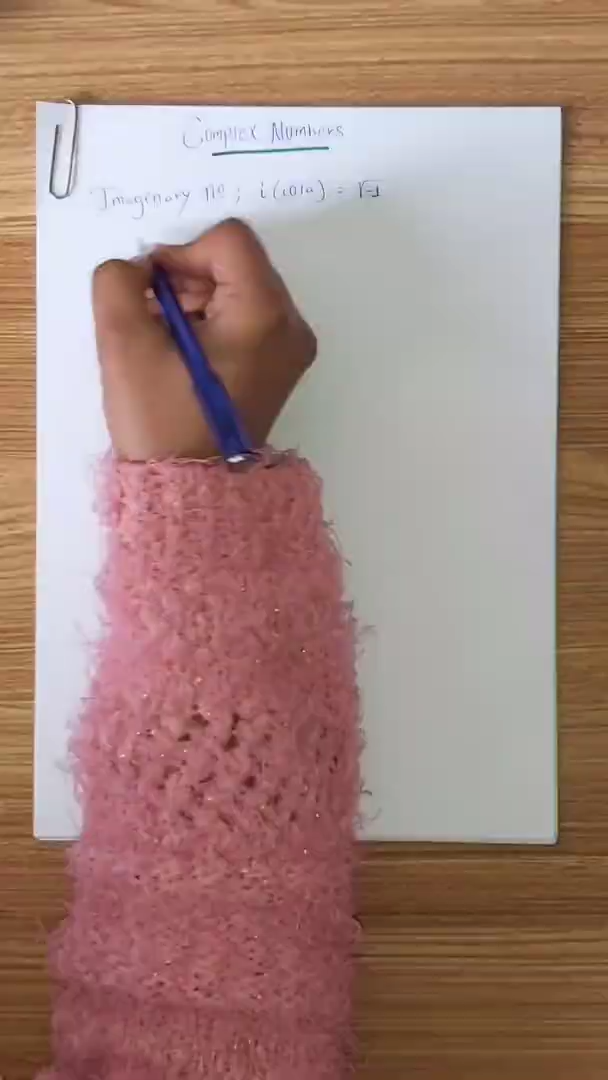 Complex Numbers
Imaginary no ; i (iota) = √-1